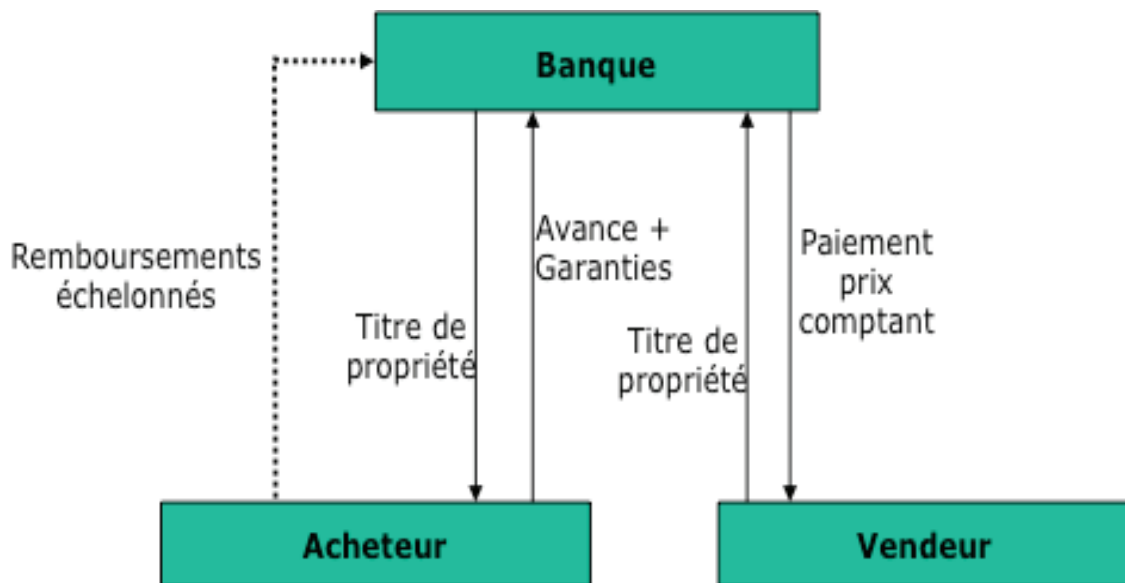 Banque
Remboursements
échelonnés
Avance +
Garanties
Titre de
propriété
Paiement
prix
comptant
Titre de
propriété
Acheteur
Vendeur